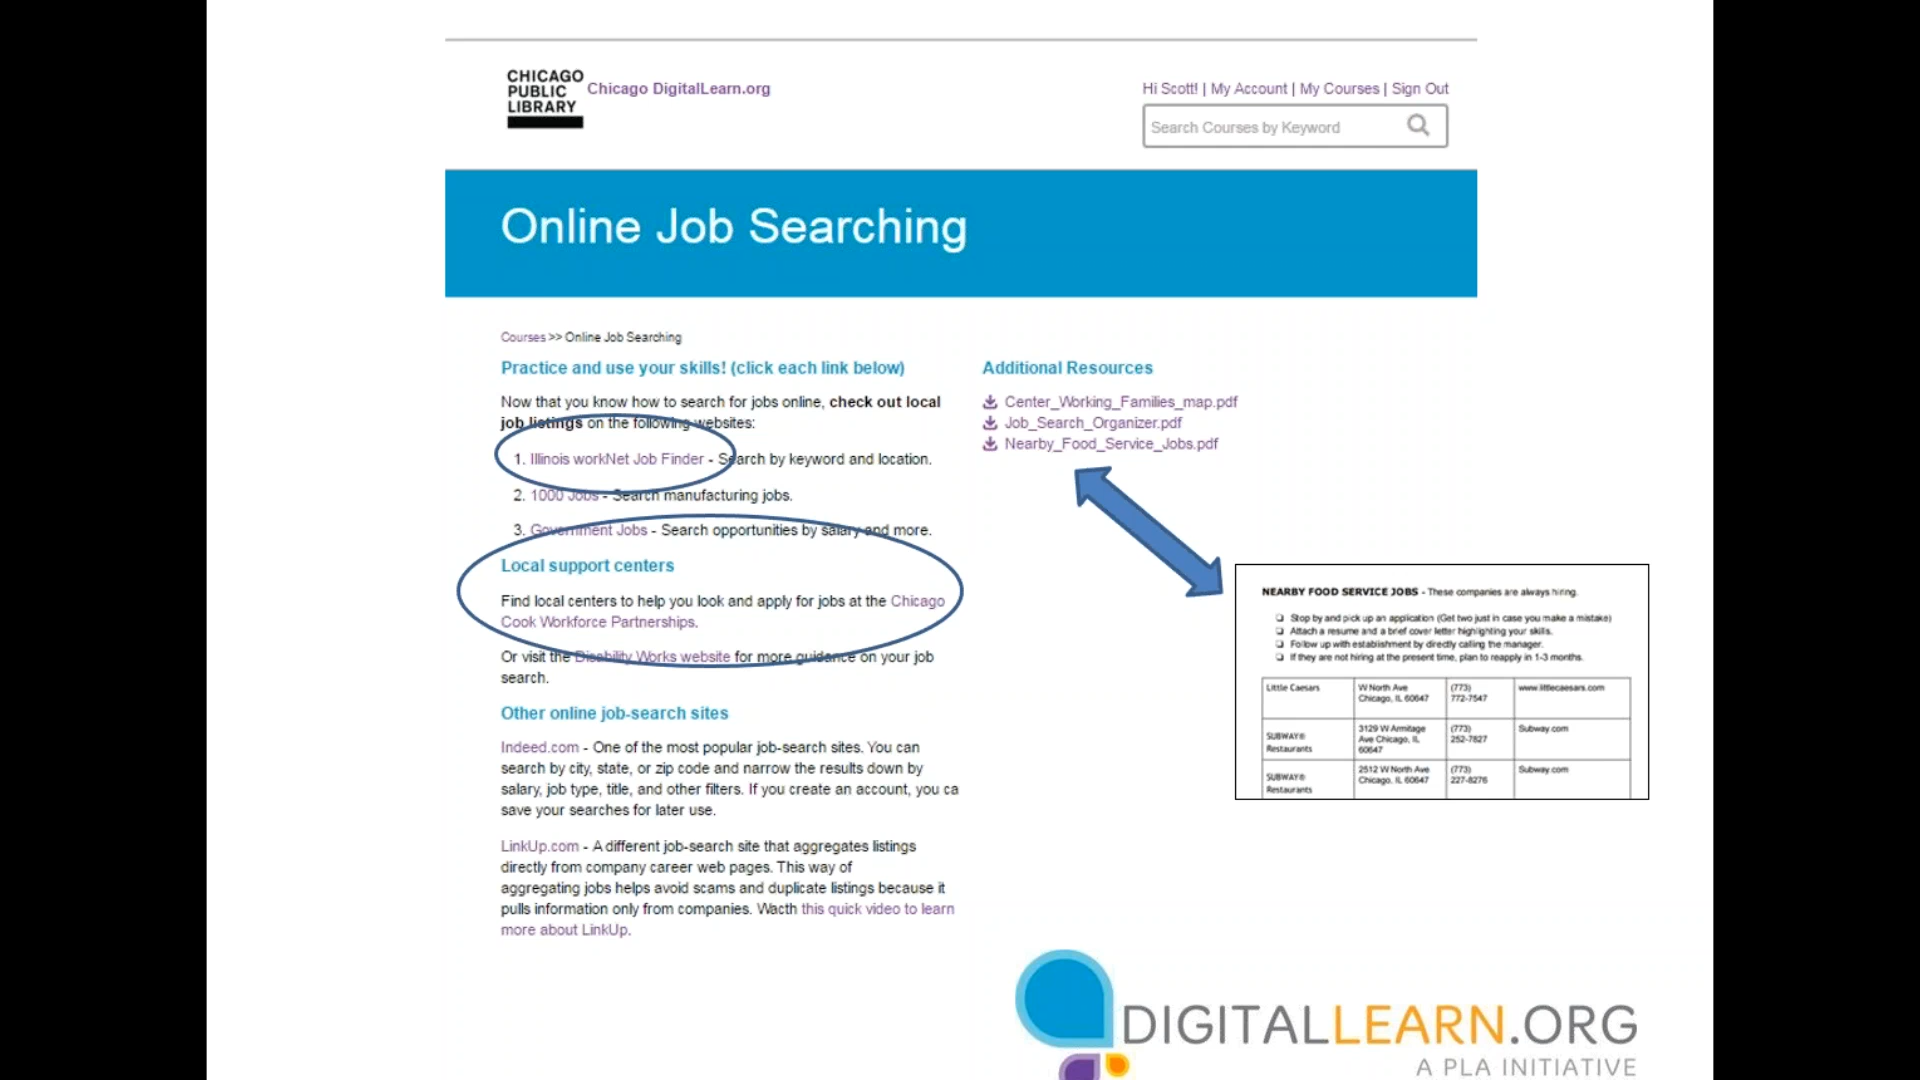 CHICAGO
PUBLIC
LIBRARY
Chicago DigitalLearn.org
Hi Scott! | My Account | My Courses | Sign Out
Search Courses by Keyword
Online Job Searching
Courses >> Online Job Searching
Practice and use your skills! (click each link below)
Now that you know how to search for jobs online, check out local
job listings on the following websites:
1. Illinois workNet Job Finder - Search by keyword and location.
2. 1000 Jobs - Search manufacturing jobs.
3. Government Jobs - Search opportunities by salary and more.
Local support centers
Find local centers to help you look and apply for jobs at the Chicago
Cook Workforce Partnerships.
Or visit the Disability Works website for more guidance on your job
search.
Other online job-search sites
Indeed.com - One of the most popular job-search sites. You can
search by city, state, or zip code and narrow the results down by
salary, job type, title, and other filters. If you create an account, you ca
save your searches for later use.
LinkUp.com - A different job-search site that aggregates listings
directly from company career web pages. This way of
aggregating jobs helps avoid scams and duplicate listings because it
pulls information only from companies. Wacth this quick video to learn
more about LinkUp.
Additional Resources
Center_Working_Families_map.pdf
Job_Search_Organizer.pdf
Nearby_Food_Service_Jobs.pdf
NEARBY FOOD SERVICE JOBS - These companies are always hiring.
❏ Stop by and pick up an application (Get two just in case you make a mistake)
❏ Attach a resume and a brief cover letter highlighting your skills.
❏ Follow up with establishment by directly calling the manager.
❏ If they are not hiring at the present time, plan to reapply in 1-3 months.
Little Caesars W North Ave (773) www.littlecaesars.com
Chicago, IL 60647 772-7547
SUBWAY® 3129 W Armitage (773) Subway.com
Restaurants Ave Chicago, IL 252-7827
60647
SUBWAY® 2512 W North Ave (773) Subway.com
Restaurants Chicago, IL 60647 227-8276
DIGITALLEARN.ORG
A PLA INITIATIVE